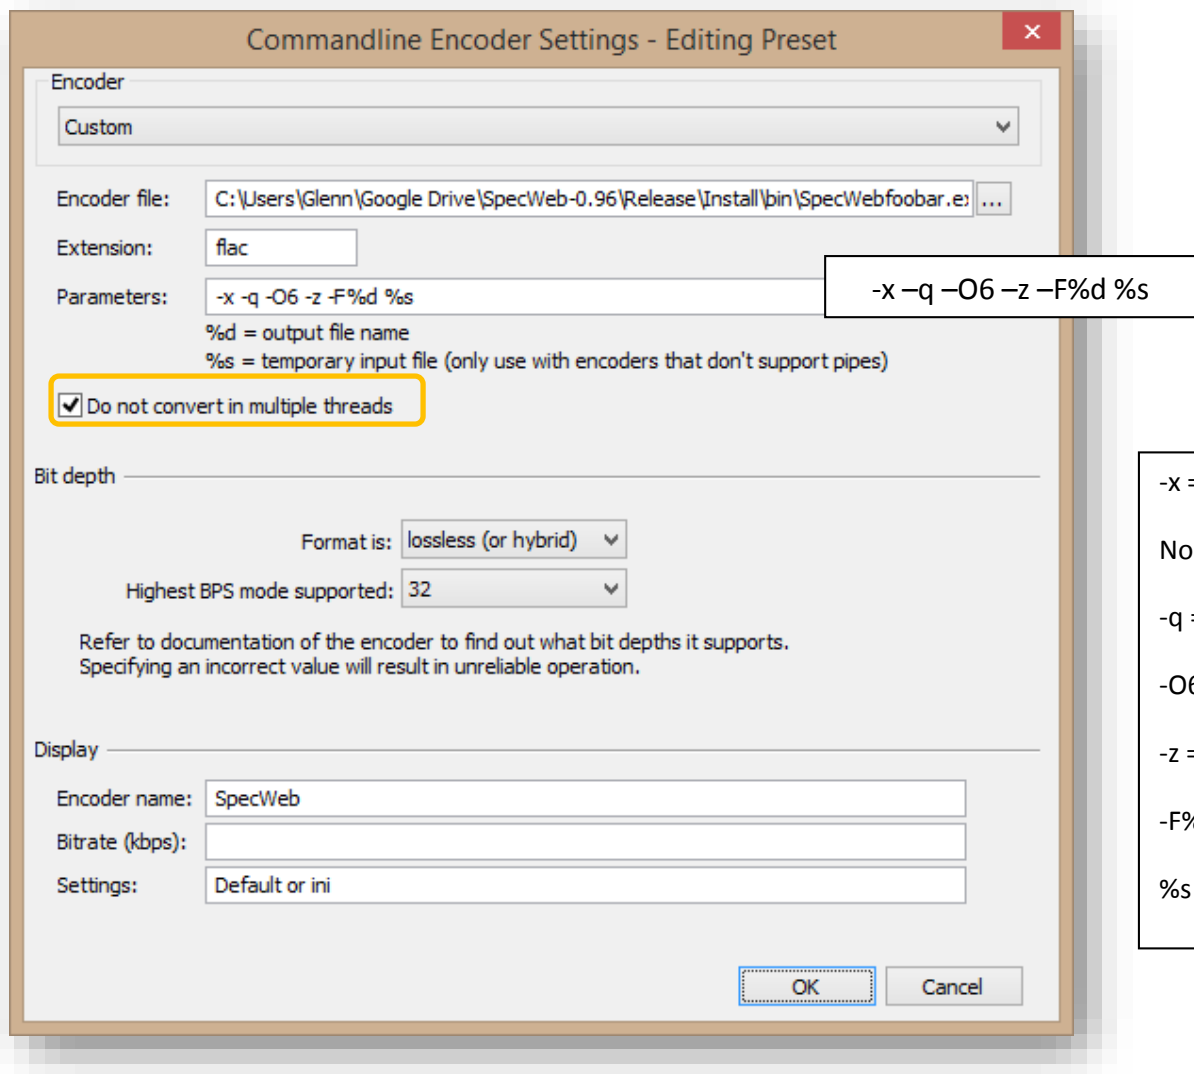 Commandline Encoder Settings - Editing Preset
Encoder
Custom
Encoder file: C:\Users\Glenn\Google Drive\SpecWeb-0.96\Release\Install\bin\SpecWebfoobar.e ...
Extension: flac
Parameters: -x -q -O6 -z -F%d %s
-x –q –O6 –z –F%d %s
%d = output file name
%s = temporary input file (only use with encoders that don't support pipes)
Do not convert in multiple threads
Bit depth
Format is: lossless (or hybrid)
Highest BPS mode supported: 32
Refer to documentation of the encoder to find out what bit depths it supports.
Specifying an incorrect value will result in unreliable operation.
Display
Encoder name: SpecWeb
Bitrate (kbps):
Settings: Default or ini
OK Cancel
-x =
No
-q =
-O6
-z =
-F%
%s